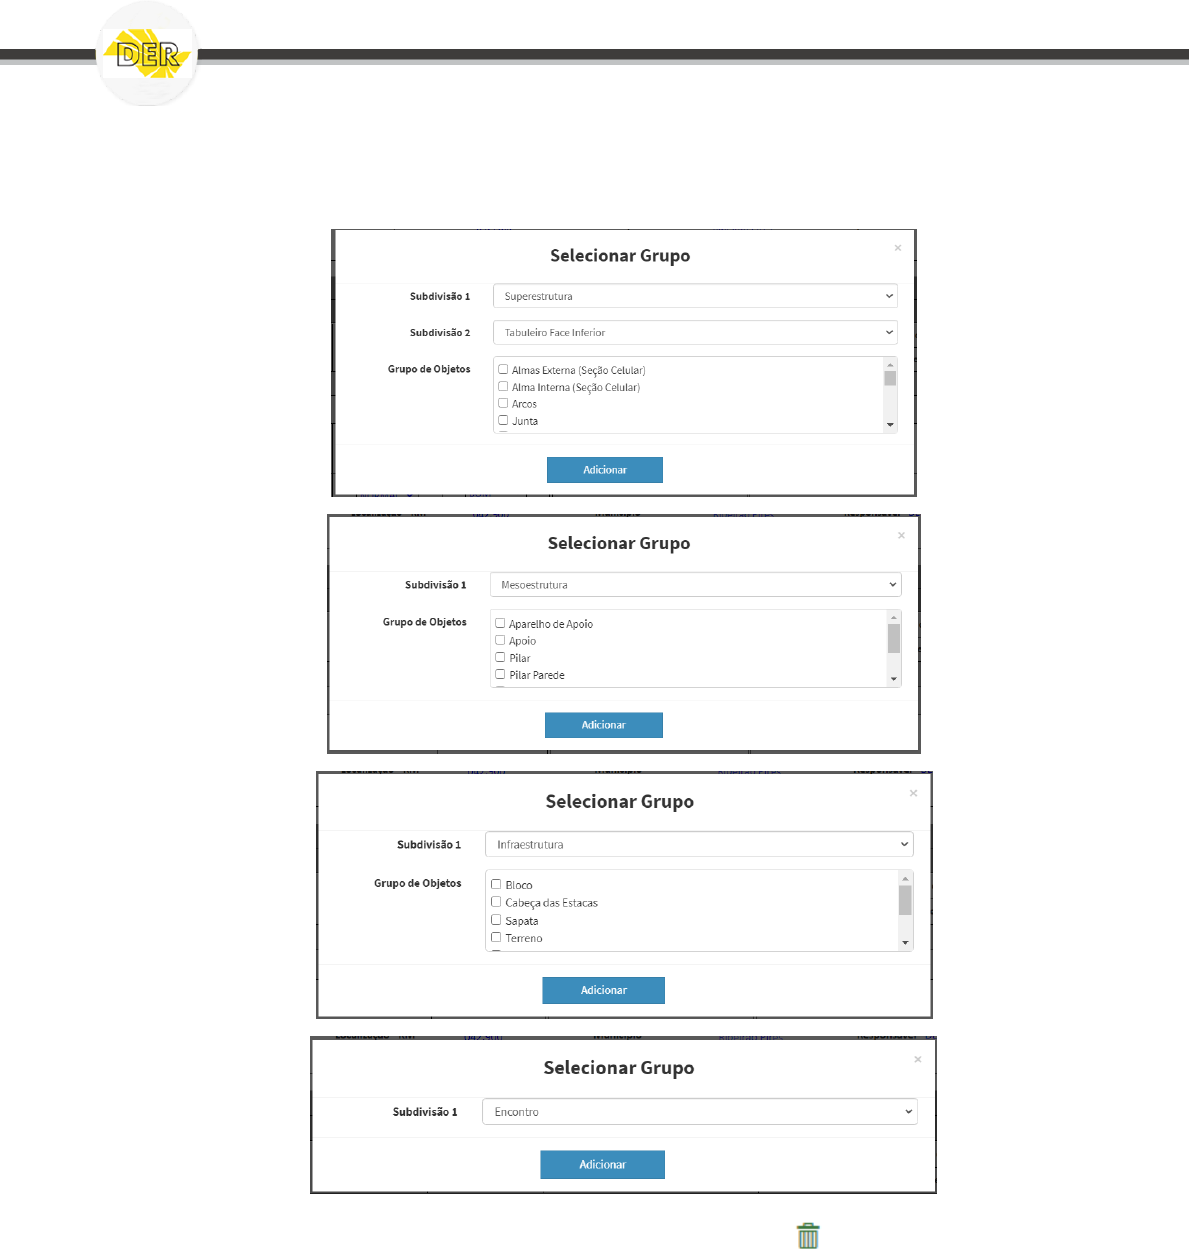 DER
Selecionar Grupo
×
Subdivisão 1
Superestrutura
Subdivisão 2
Tabuleiro Face Inferior
Grupo de Objetos
Almas Externa (Seção Celular)
Alma Interna (Seção Celular)
Arcos
Junta
Adicionar
Selecionar Grupo
×
Subdivisão 1
Mesoestrutura
Grupo de Objetos
Aparelho de Apoio
Apoio
Pilar
Pilar Parede
Adicionar
Selecionar Grupo
×
Subdivisão 1
Infraestrutura
Grupo de Objetos
Bloco
Cabeça das Estacas
Sapata
Terreno
Adicionar
Selecionar Grupo
×
Subdivisão 1
Encontro
Adicionar